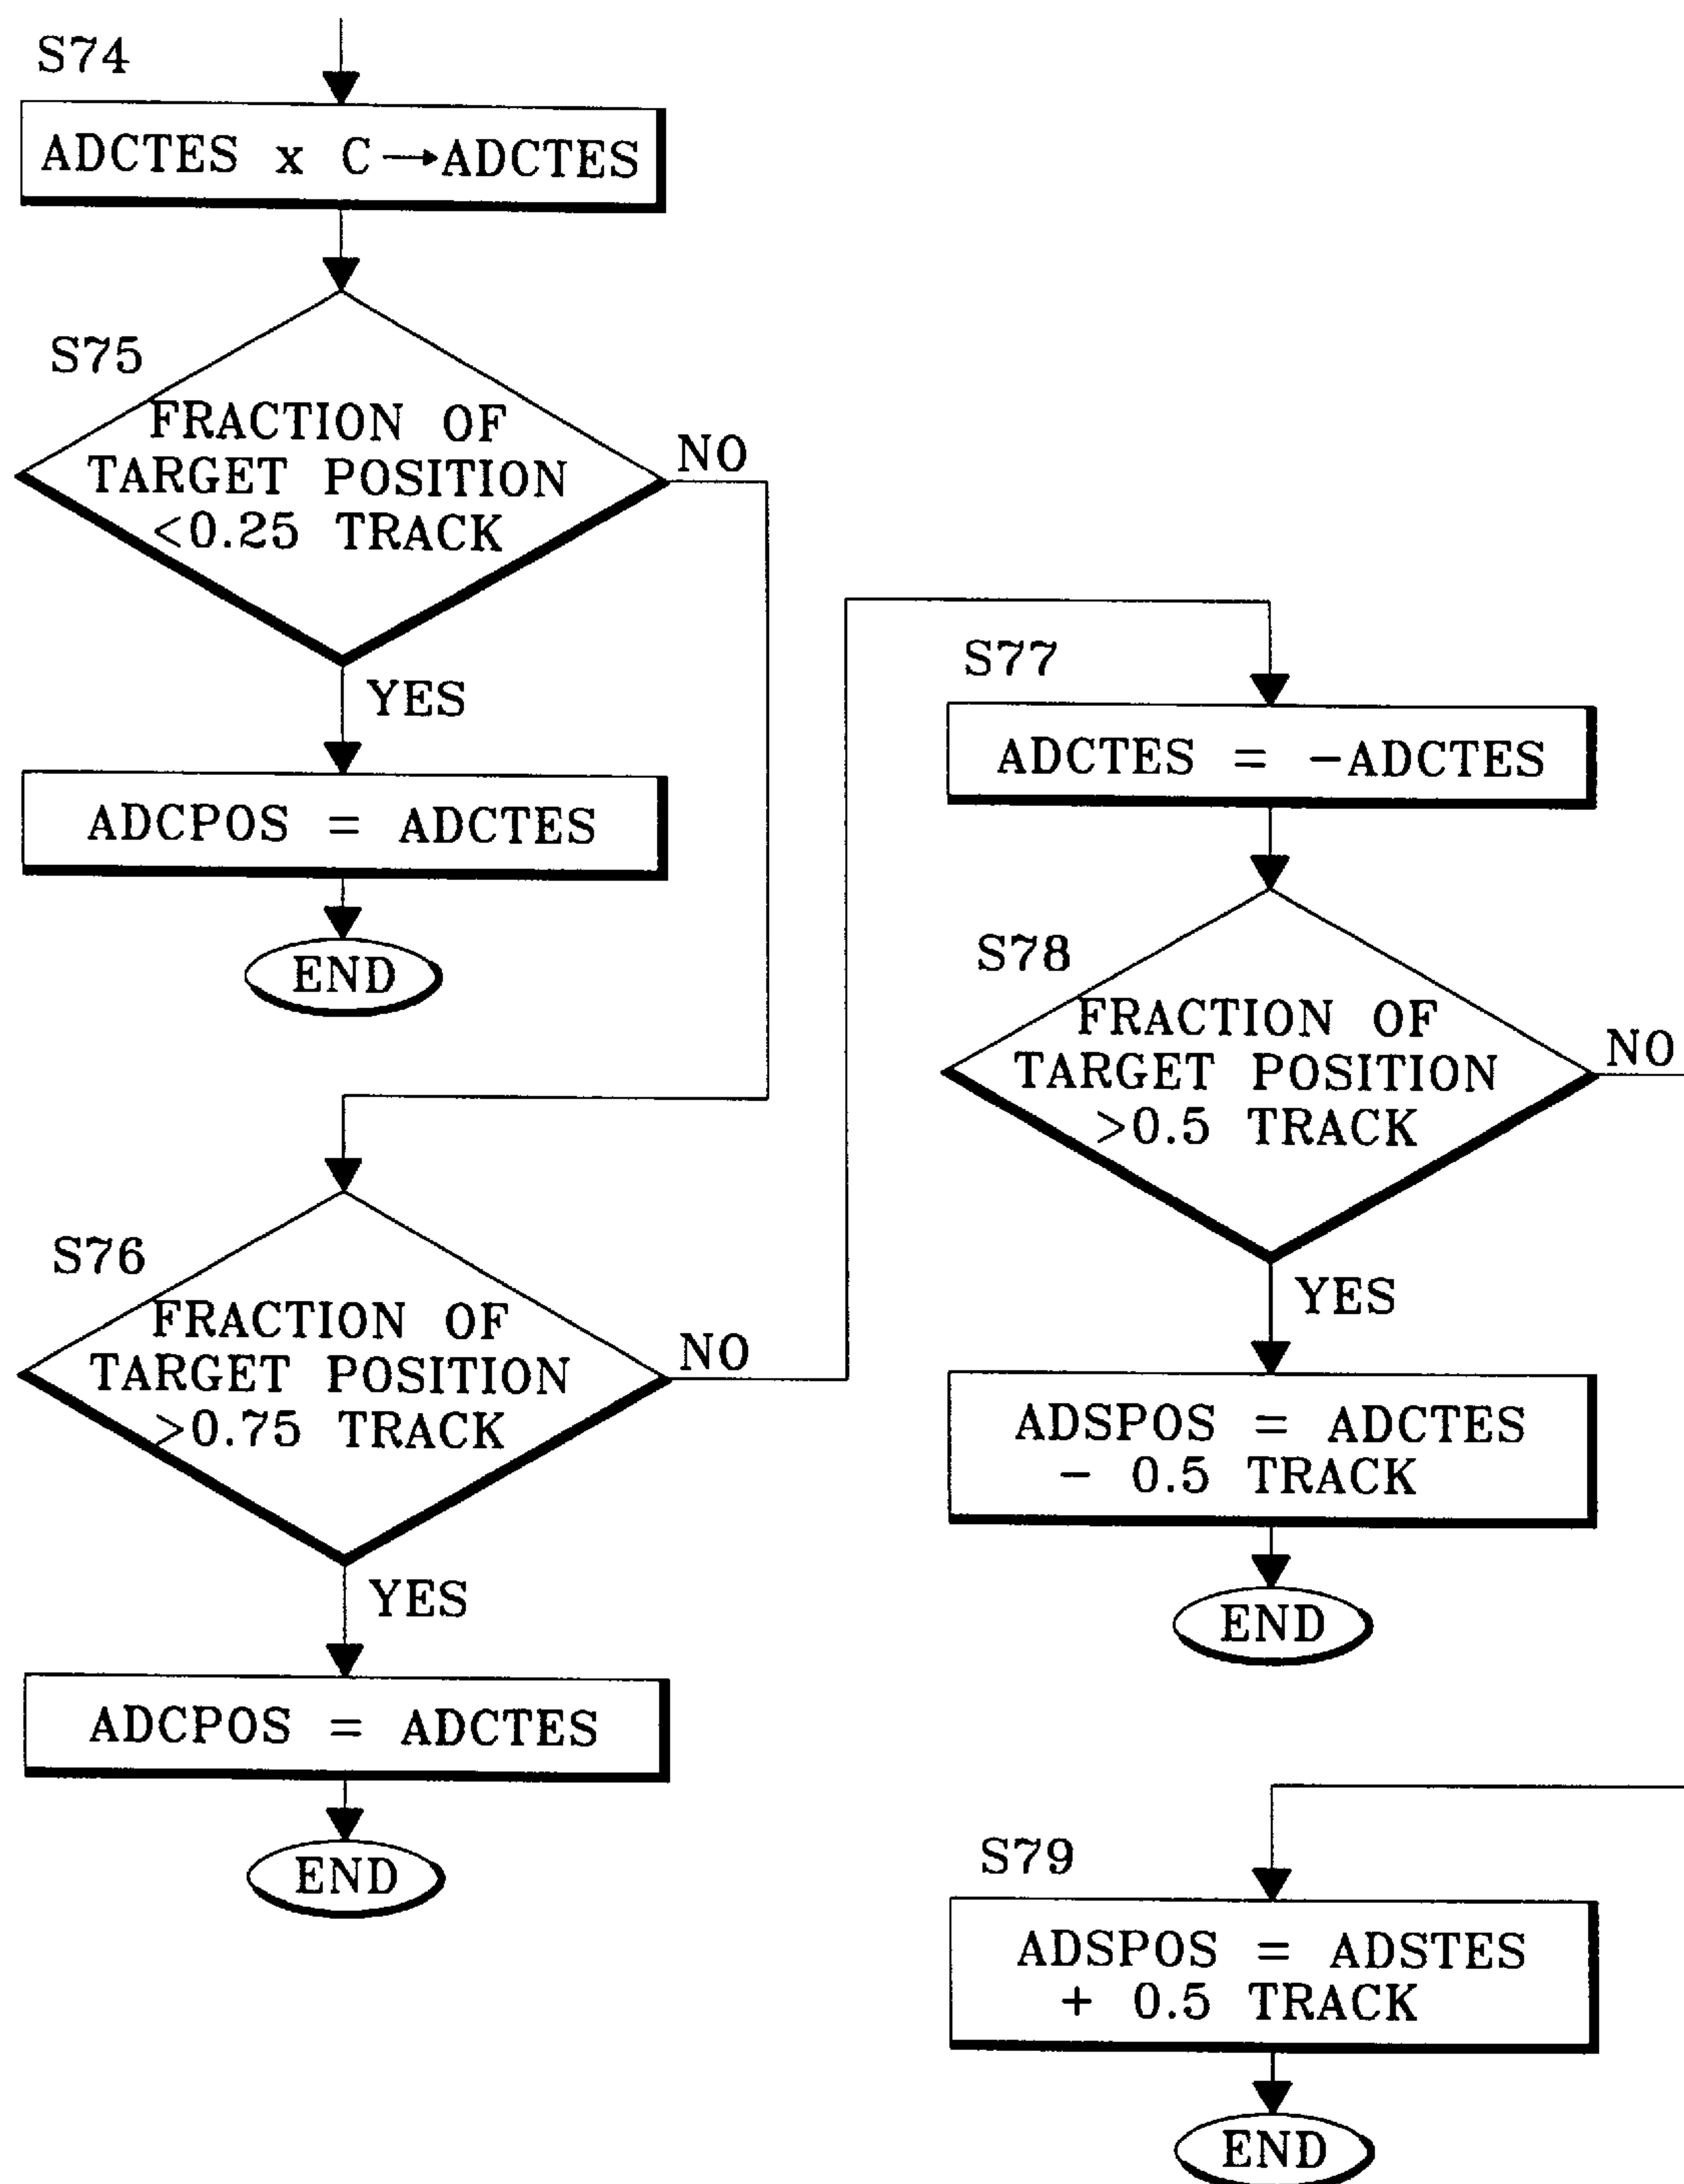 S74
ADCTES x C→ADCTES
S75
FRACTION OF
TARGET POSITION
<0.25 TRACK
NO
YES
ADCPOS = ADCTES
END
S76
FRACTION OF
TARGET POSITION
>0.75 TRACK
NO
YES
ADCPOS = ADCTES
END
S77
ADCTES = -ADCTES
S78
FRACTION OF
TARGET POSITION
>0.5 TRACK
NO
YES
ADSPOS = ADCTES
- 0.5 TRACK
END
S79
ADSPOS = ADSTES
+ 0.5 TRACK
END